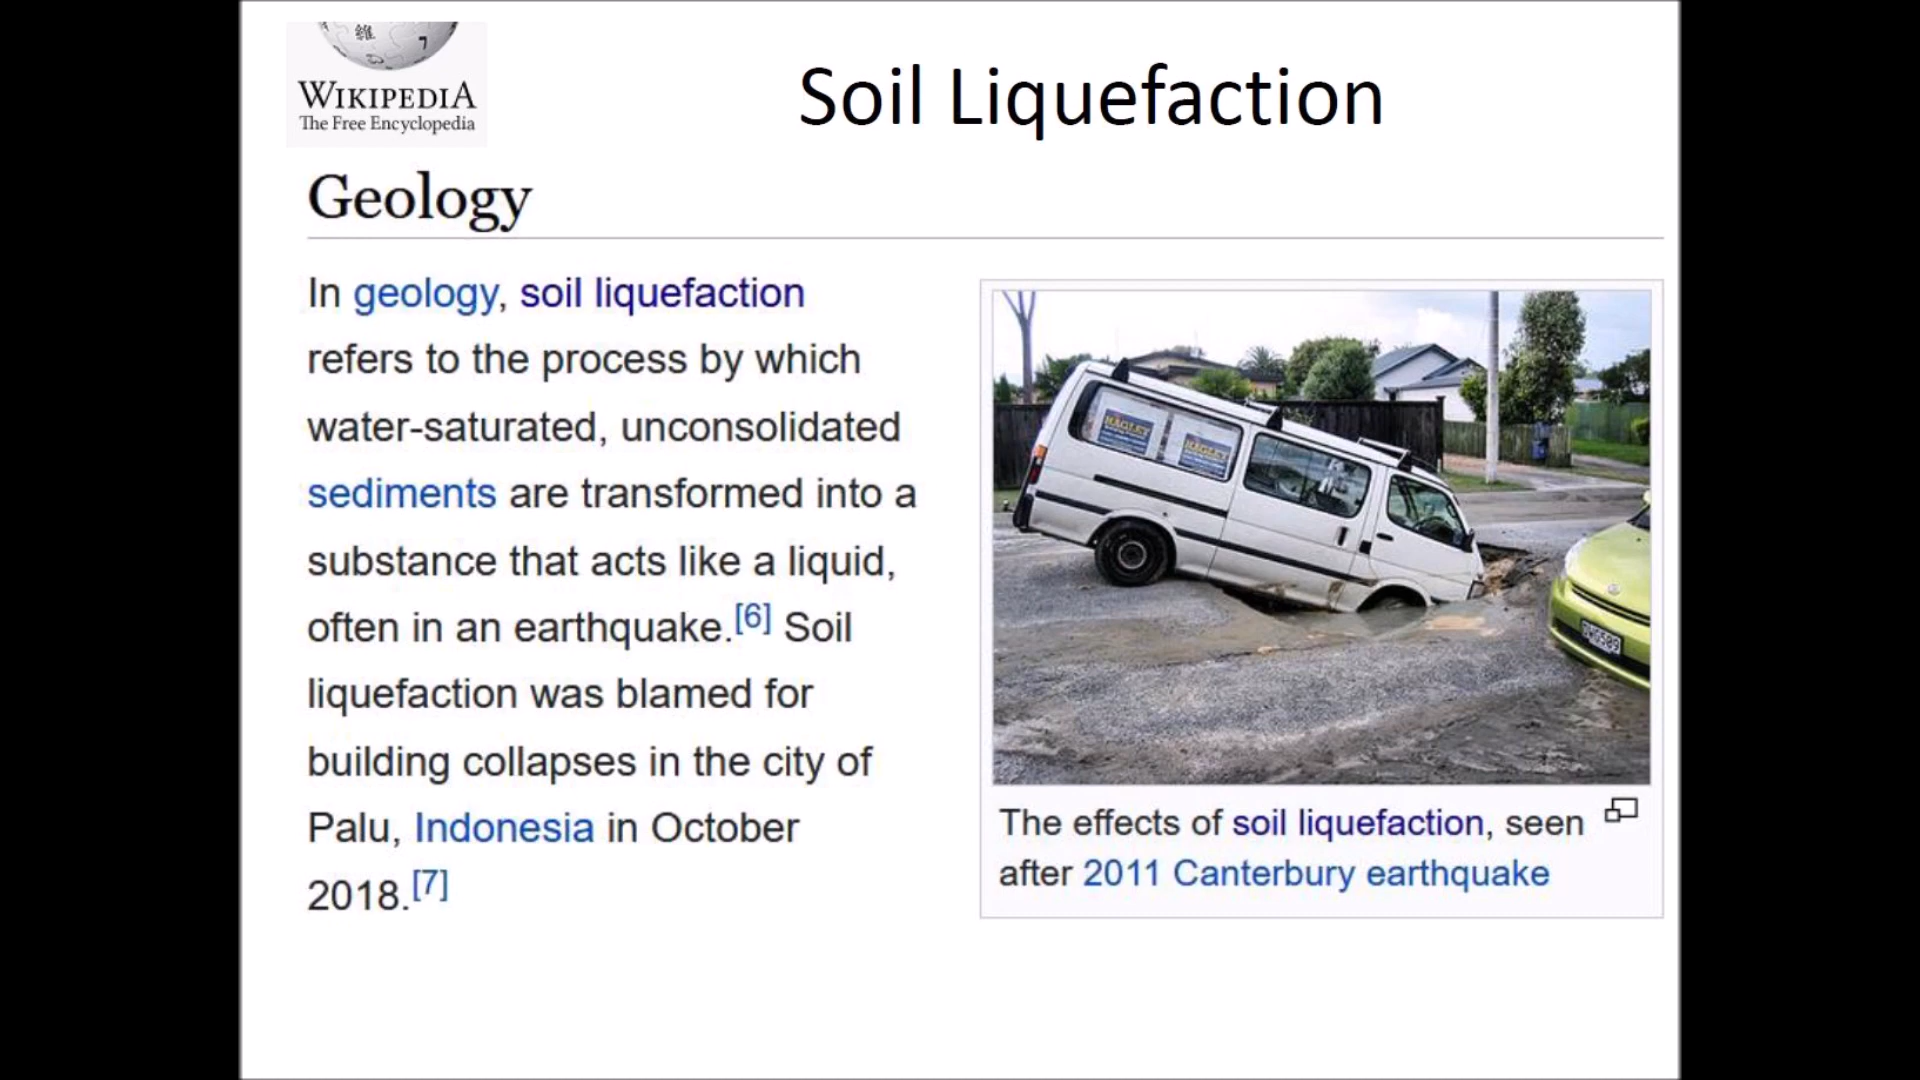 WIKIPEDIA
The Free Encyclopedia
Soil Liquefaction
Geology
In geology, soil liquefaction
refers to the process by which
water-saturated, unconsolidated
sediments are transformed into a
substance that acts like a liquid,
often in an earthquake.[6] Soil
liquefaction was blamed for
building collapses in the city of
Palu, Indonesia in October
2018.[7]
HAGLEY
HAGLEY
The effects of soil liquefaction, seen
after 2011 Canterbury earthquake